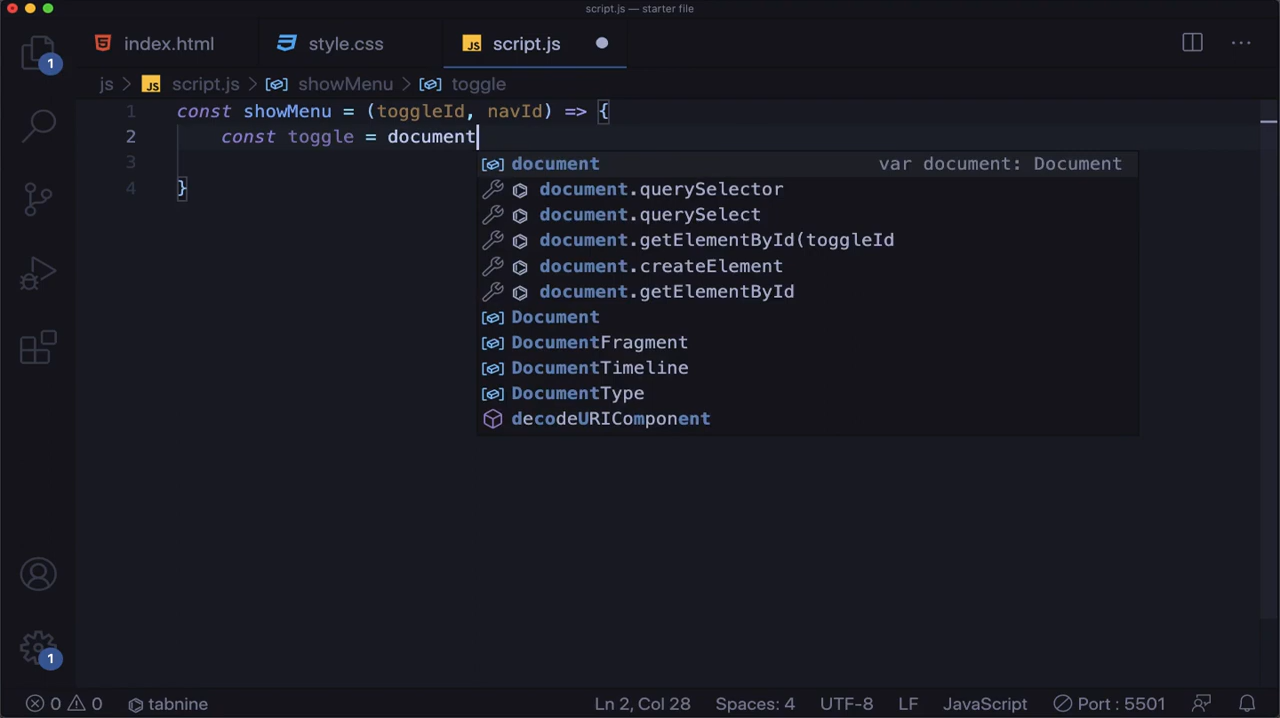 script.js — starter file
index.html
style.css
JS script.js
js > JS script.js > showMenu > toggle
1 const showMenu = (toggleId, navId) => {
2 const toggle = document
document var document: Document
document.querySelector
document.querySelect
document.getElementById(toggleId
document.createElement
document.getElementById
Document
DocumentFragment
DocumentTimeline
DocumentType
decodeURIComponent
3
4 }
1
1
0 0 tabnine Ln 2, Col 28 Spaces: 4 UTF-8 LF JavaScript Port : 5501